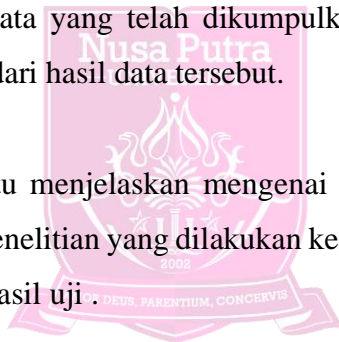 ata yang telah dikumpulk
Nusa Putra
dari hasil data tersebut.
u menjelaskan mengenai
enelitian yang dilakukan ke
2002
asil uji .
DEUS, PARENTIUM, CONCERVIS